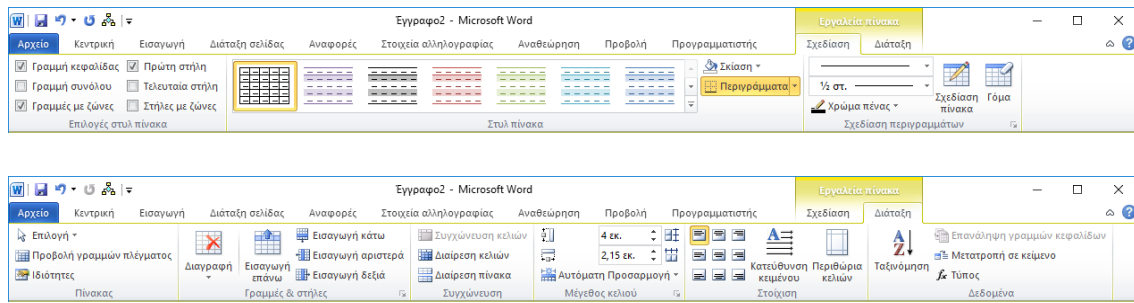 Έγγραφο2 - Microsoft Word Εργαλεία πίνακα
Αρχείο Κεντρική Εισαγωγή Διάταξη σελίδας Αναφορές Στοιχεία αλληλογραφίας Αναθεώρηση Προβολή Προγραμματιστής Σχεδίαση Διάταξη
Γραμμή κεφαλίδας Πρώτη στήλη
Γραμμή συνόλου Τελευταία στήλη
Γραμμές με ζώνες Στήλες με ζώνες
Επιλογές στυλ πίνακα
Στυλ πίνακα
Σκίαση
Περιγράμματα
½ στ.
Χρώμα πένας
Σχεδίαση πίνακα
Γόμα
Σχεδίαση περιγραμμάτων
Έγγραφο2 - Microsoft Word Εργαλεία πίνακα
Αρχείο Κεντρική Εισαγωγή Διάταξη σελίδας Αναφορές Στοιχεία αλληλογραφίας Αναθεώρηση Προβολή Προγραμματιστής Σχεδίαση Διάταξη
Επιλογή
Προβολή γραμμών πλέγματος
Ιδιότητες
Πίνακας
Διαγραφή
Εισαγωγή επάνω
Εισαγωγή κάτω
Εισαγωγή αριστερά
Εισαγωγή δεξιά
Γραμμές & στήλες
Συγχώνευση κελιών
Διαίρεση κελιών
Διαίρεση πίνακα
Συγχώνευση
4 εκ.
2,15 εκ.
Αυτόματη Προσαρμογή
Μέγεθος κελιού
Κατεύθυνση κειμένου
Περιθώρια κελιών
Στοίχιση
Ταξινόμηση
Επανάληψη γραμμών κεφαλίδων
Μετατροπή σε κείμενο
fx Τύπος
Δεδομένα